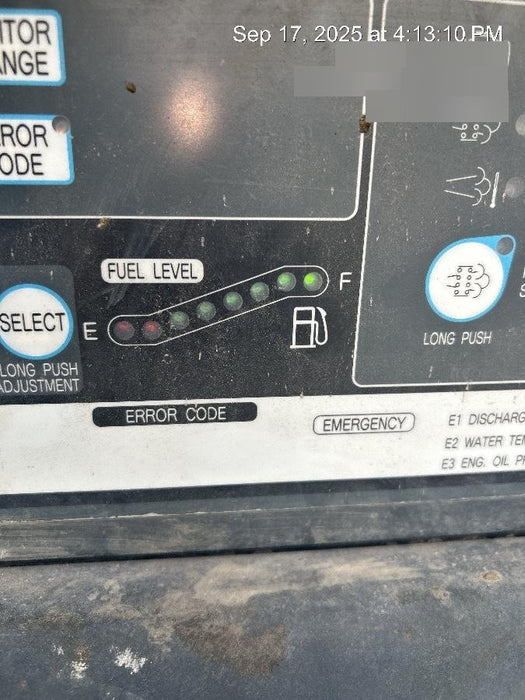 Sep 17, 2025 at 4:13:10 PM
ITOR
ANGE
ROR
ODE
FUEL LEVEL
F
SELECT
E
LONG PUSH
LONG PUSH
ADJUSTMENT
ERROR CODE
EMERGENCY
E1 DISCHARG
E2 WATER TE
E3 ENG. OIL P